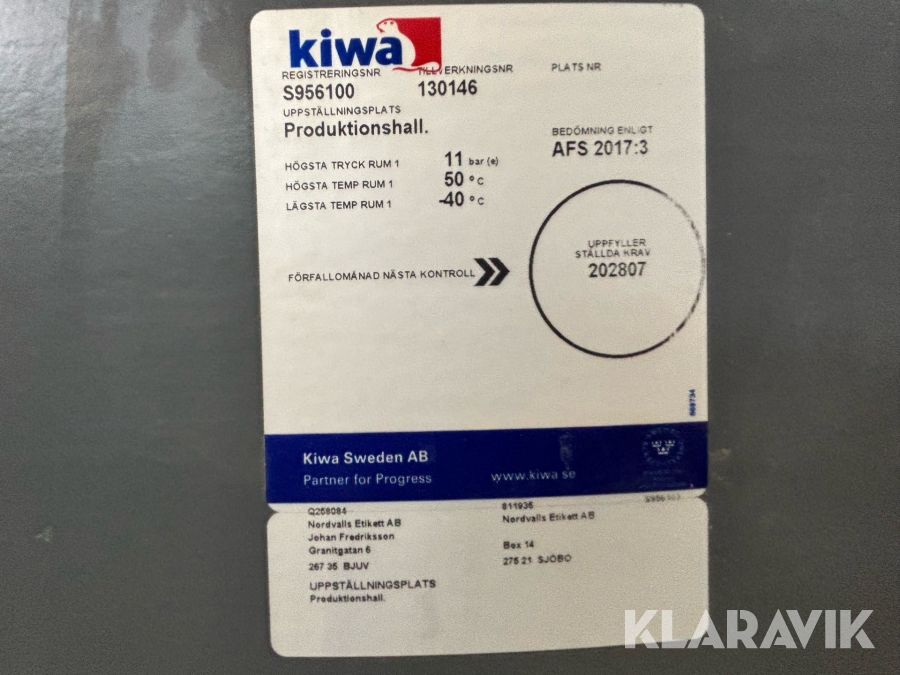 kiwa
REGISTRERINGSNR TILLVERKNINGSNR PLATS NR
S956100 130146
UPPSTÄLLNINGSPLATS
Produktionshall.
BEDÖMNING ENLIGT
AFS 2017:3
HÖGSTA TRYCK RUM 1 11 bar (e)
HÖGSTA TEMP RUM 1 50 °C
LÄGSTA TEMP RUM 1 -40 °C
UPPFYLLER
STÄLLDA KRAV
202807
FÖRFALLOMÅNAD NÄSTA KONTROLL
869734
Kiwa Sweden AB
Partner for Progress www.kiwa.se
Q258084 811936
Nordvalls Etikett AB Nordvalls Etikett AB
Johan Fredriksson
Granitgatan 6 Box 14
267 35 BJUV 275 21 SJÖBO
UPPSTÄLLNINGSPLATS
Produktionshall.
KLARAVIK